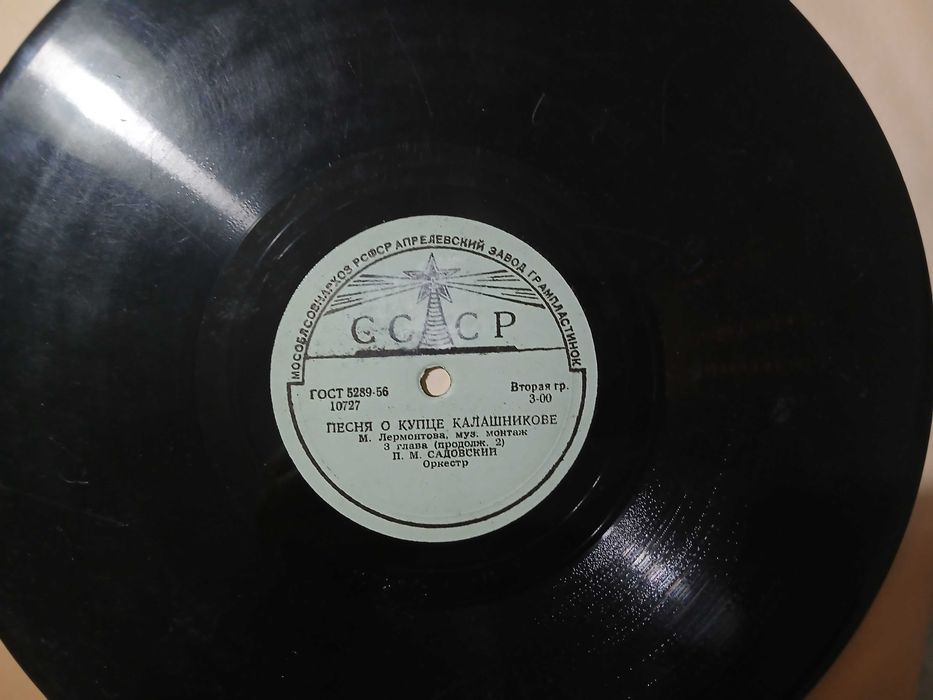 МОСОБЛСОВНАРХОЗ РСФСР АПРЕЛЕВСКИЙ ЗАВОД ГРАМПЛАСТИНОК
СССР
ГОСТ 5289-56
10727
Вторая гр.
3-00
ПЕСНЯ О КУПЦЕ КАЛАШНИКОВЕ
М. Лермонтова, муз. монтаж
3 глава (продолж. 2)
П. М. САДОВСКИЙ
Оркестр